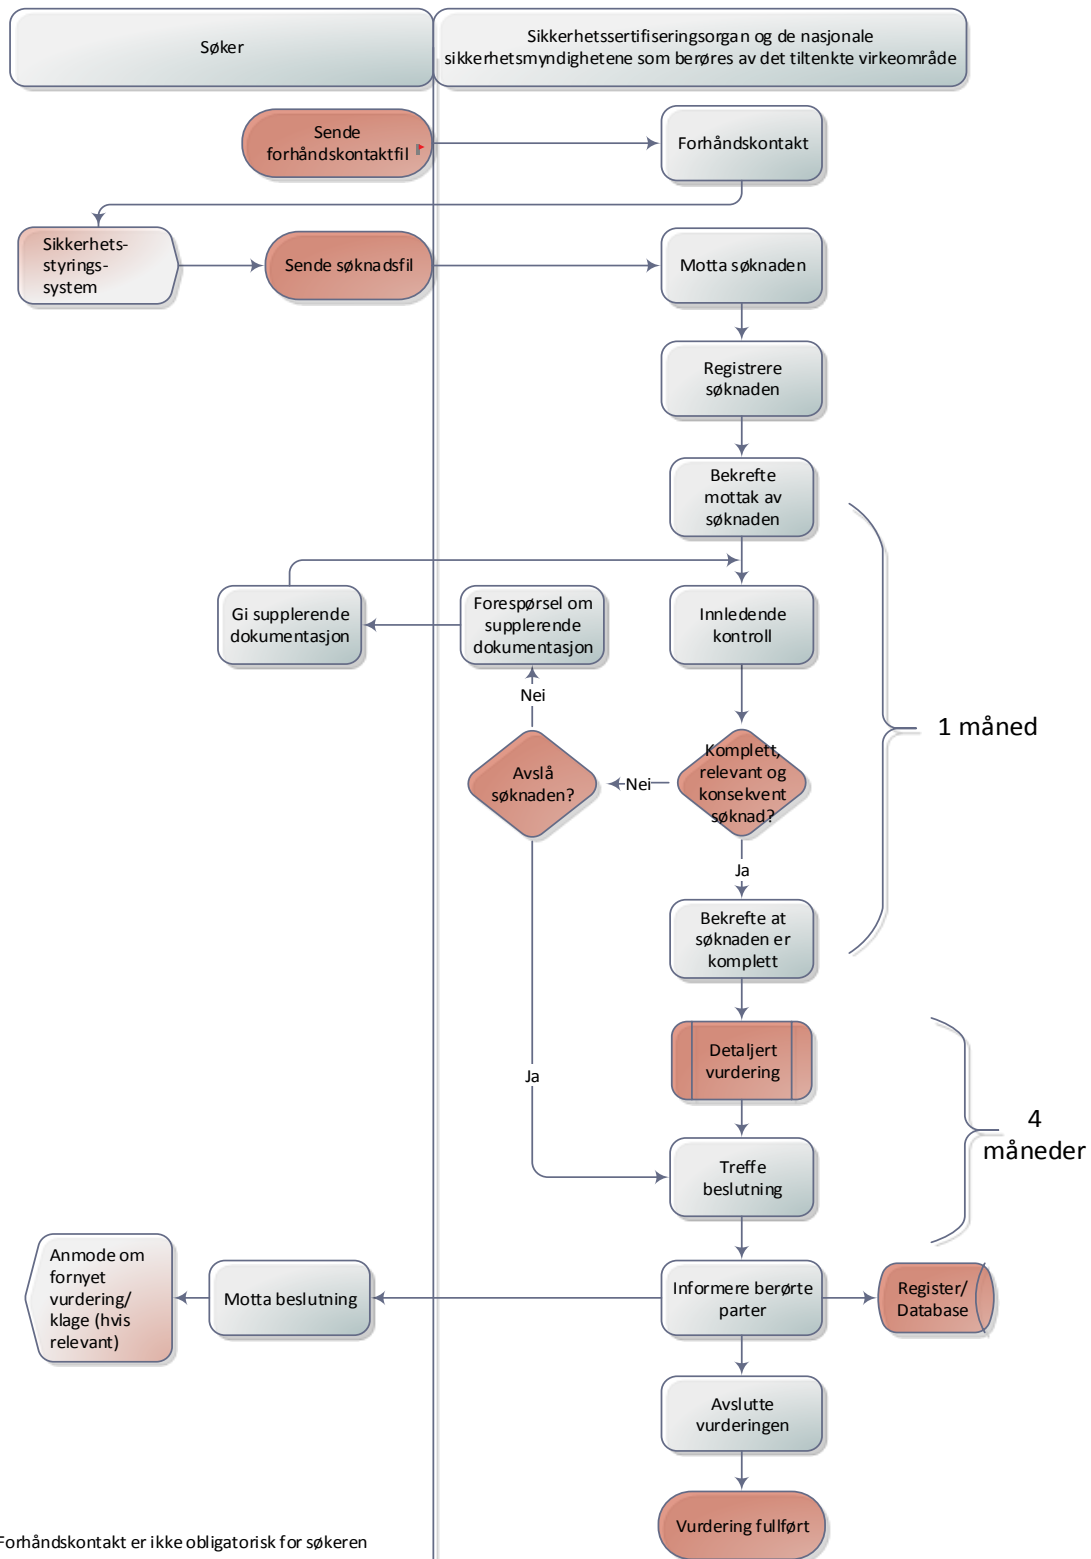 Søker
Sikkerhetssertifiseringsorgan og de nasjonale
sikkerhetsmyndighetene som berøres av det tiltenkte virkeområde
Sende
forhåndskontaktfil
Forhåndskontakt
Sikkerhets-
styrings-
system
Sende søknadsfil
Motta søknaden
Registrere
søknaden
Bekrefte
mottak av
søknaden
Gi supplerende
dokumentasjon
Forespørsel om
supplerende
dokumentasjon
Innledende
kontroll
Nei
1 måned
Avslå
søknaden?
Nei
Komplett,
relevant og
konsekvent
søknad?
Ja
Bekrefte at
søknaden er
komplett
Detaljert
vurdering
Ja
4
måneder
Treffe
beslutning
Anmode om
fornyet
vurdering/
klage (hvis
relevant)
Motta beslutning
Informere berørte
parter
Register/
Database
Avslutte
vurderingen
Vurdering fullført
Forhåndskontakt er ikke obligatorisk for søkeren